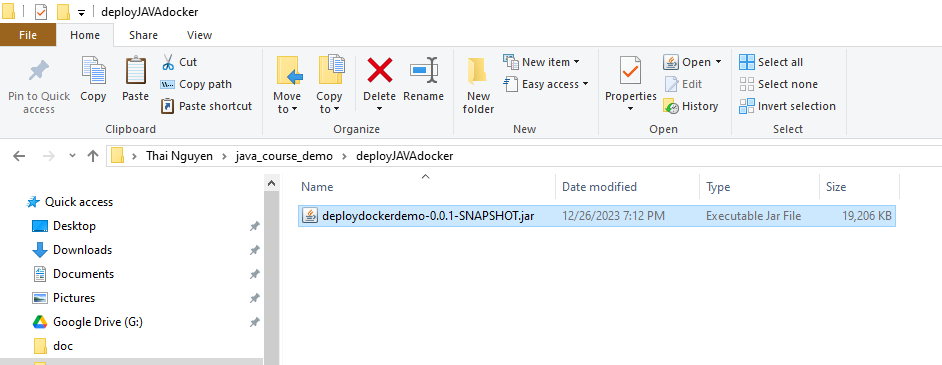 deployJAVAdocker
File Home Share View
Pin to Quick access
Copy
Paste
Cut
Copy path
Paste shortcut
Clipboard
Move to
Copy to
Delete
Rename
Organize
New folder
New item
Easy access
New
Properties
Open
Edit
History
Open
Select all
Select none
Invert selection
Select
Thai Nguyen java_course_demo deployJAVAdocker
Quick access
Desktop
Downloads
Documents
Pictures
Google Drive (G:)
doc
Name Date modified Type Size
deploydockerdemo-0.0.1-SNAPSHOT.jar 12/26/2023 7:12 PM Executable Jar File 19,206 KB